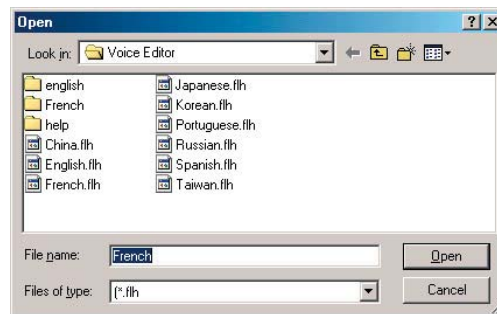 Open
Look in: Voice Editor
english
French
help
China.flh
English.flh
French.flh
Japanese.flh
Korean.flh
Portuguese.flh
Russian.flh
Spanish.flh
Taiwan.flh
File name: French Open
Files of type: (*.flh Cancel